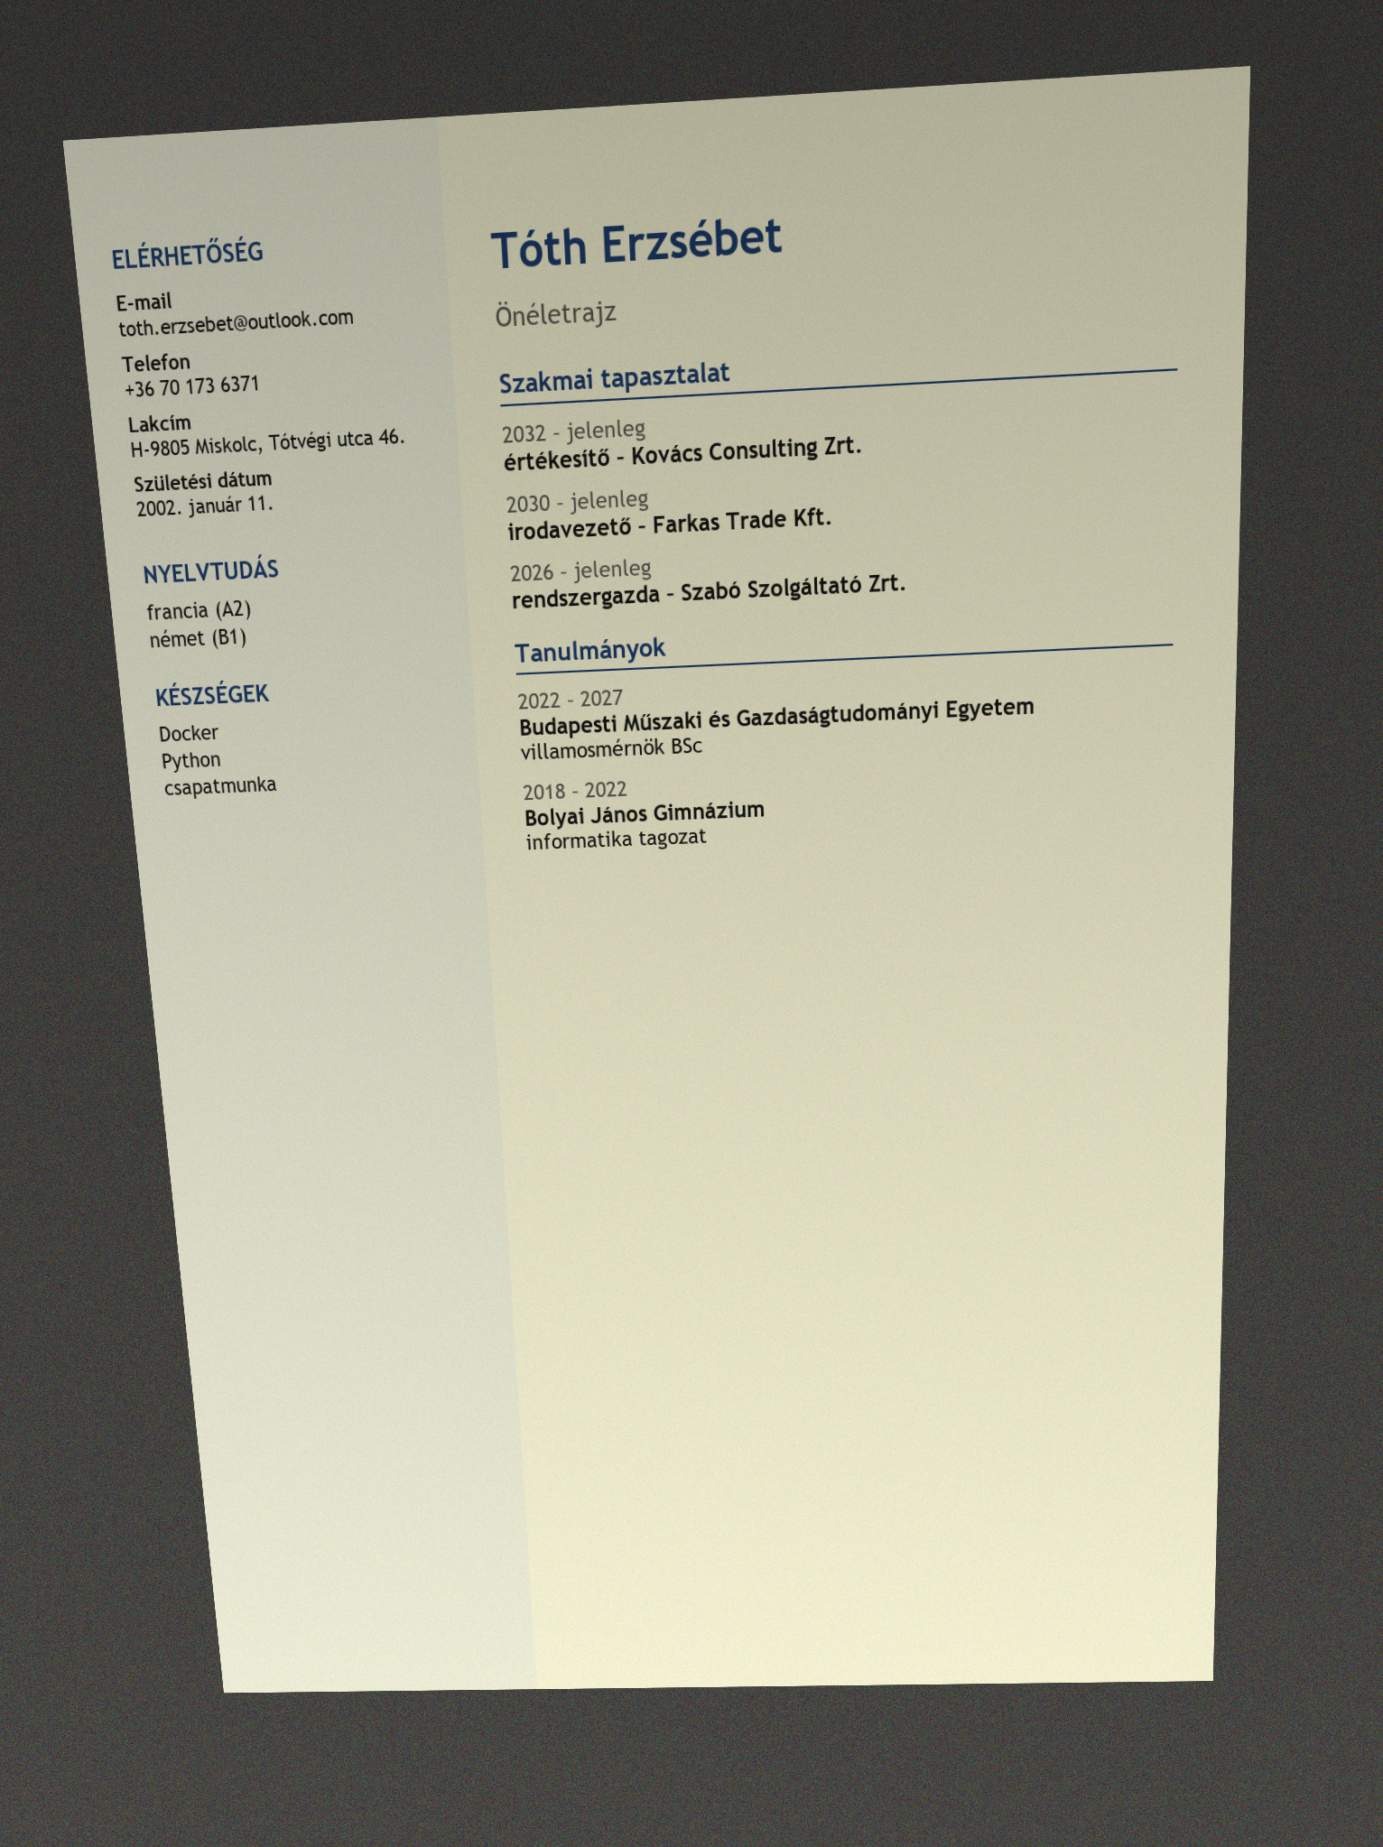 ELÉRHETŐSÉG
E-mail
toth.erzsebet@outlook.com
Telefon
+36 70 173 6371
Lakcím
H-9805 Miskolc, Tótvégi utca 46.
Születési dátum
2002. január 11.
NYELVTUDÁS
francia (A2)
német (B1)
KÉSZSÉGEK
Docker
Python
csapatmunka
Tóth Erzsébet
Önéletrajz
Szakmai tapasztalat
2032 – jelenleg
értékesítő – Kovács Consulting Zrt.
2030 – jelenleg
irodavezető – Farkas Trade Kft.
2026 – jelenleg
rendszergazda – Szabó Szolgáltató Zrt.
Tanulmányok
2022 – 2027
Budapesti Műszaki és Gazdaságtudományi Egyetem
villamosmérnök BSc
2018 – 2022
Bolyai János Gimnázium
informatika tagozat